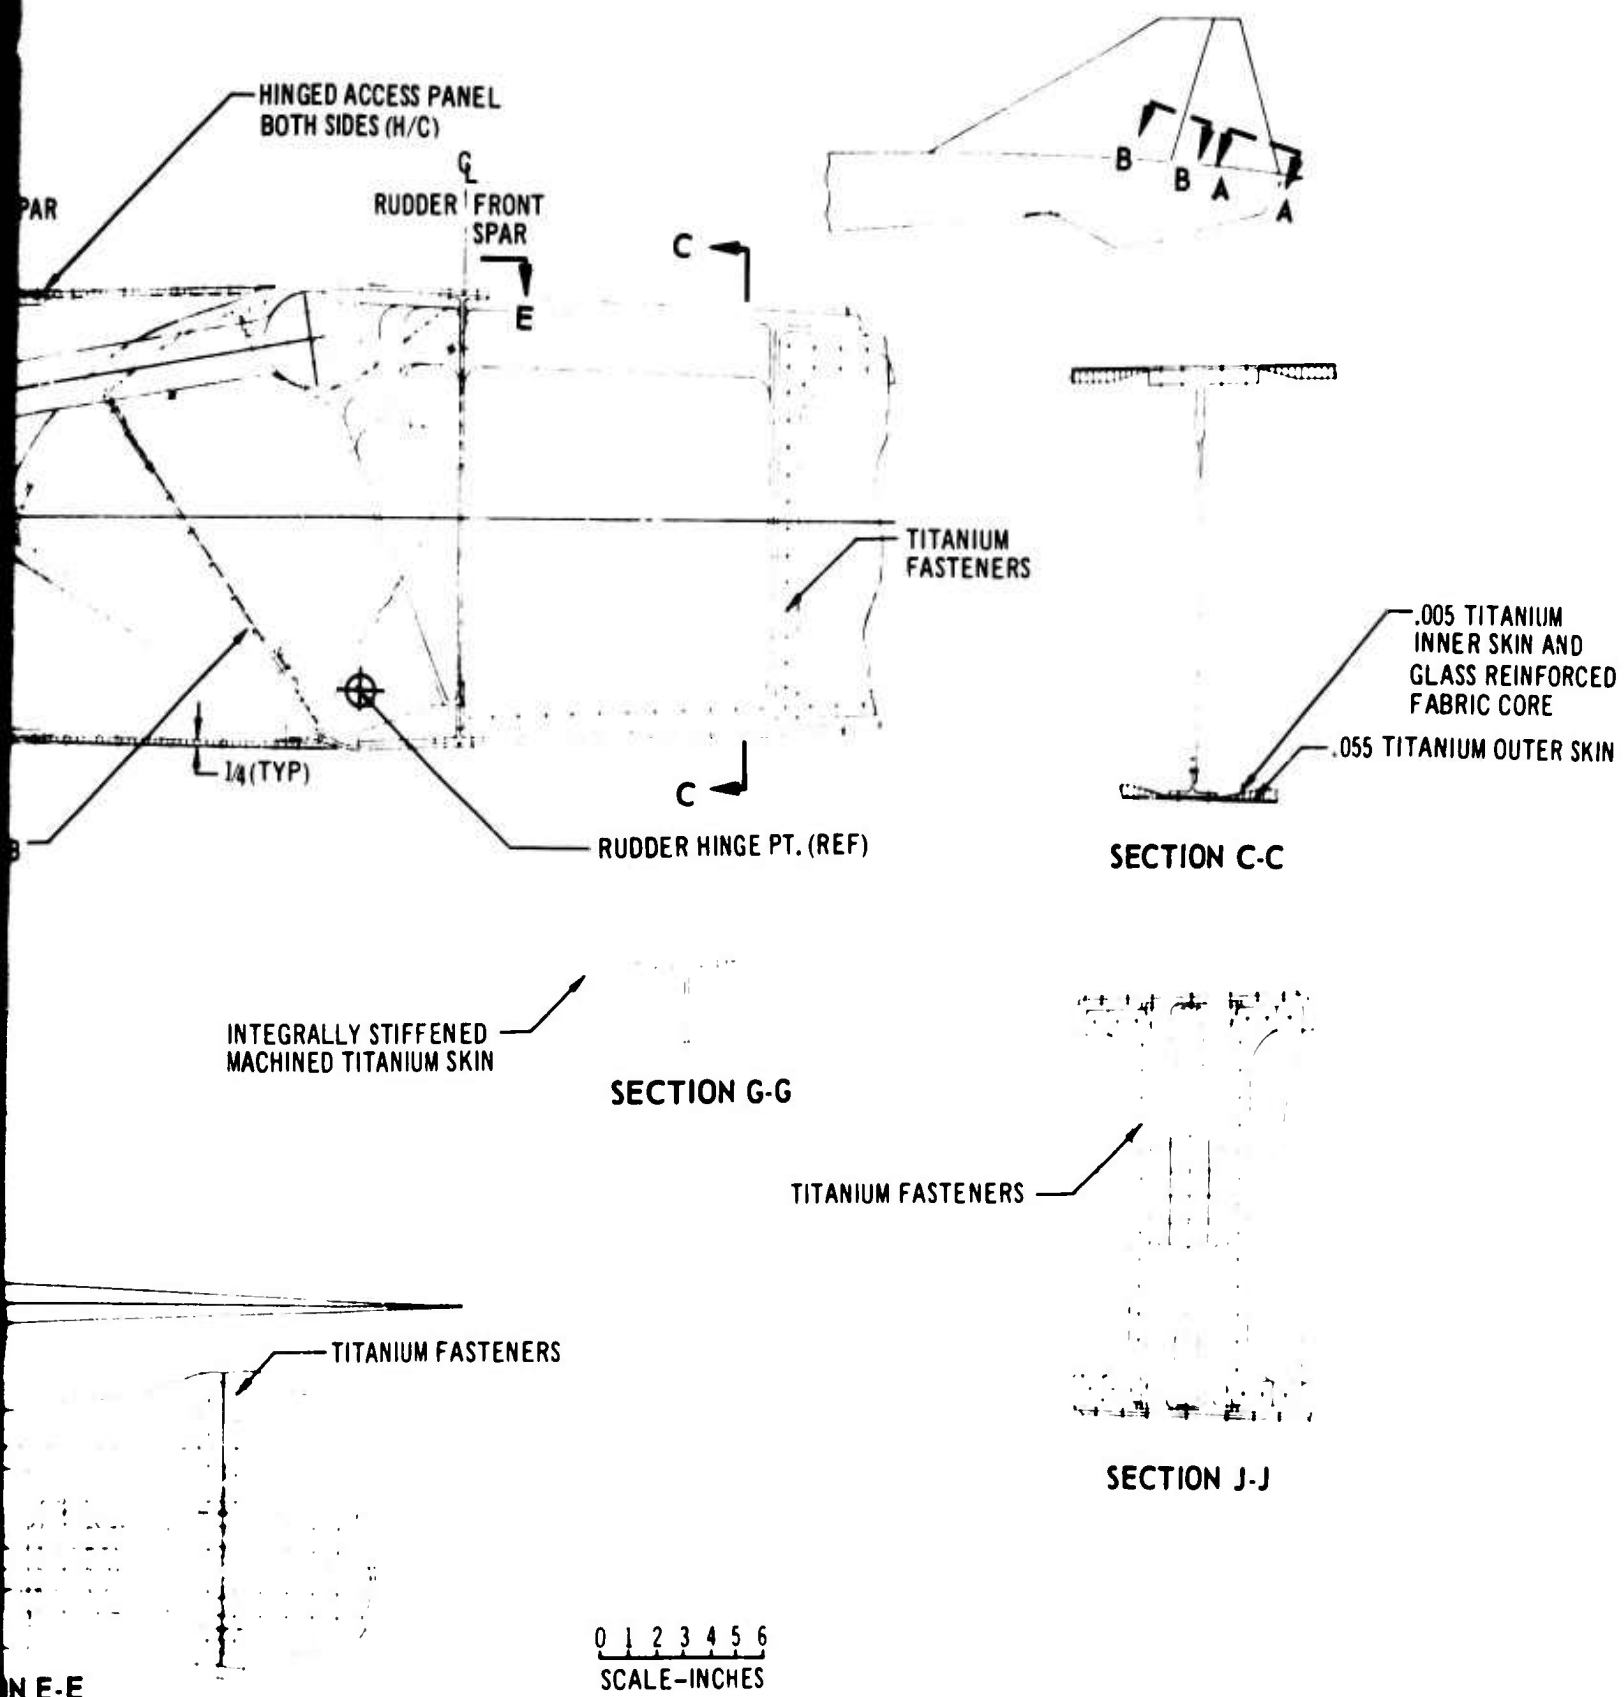 HINGED ACCESS PANEL
BOTH SIDES (H/C)
℄
RUDDER FRONT
SPAR
C
E
B
B
A
A
TITANIUM
FASTENERS
.005 TITANIUM
INNER SKIN AND
GLASS REINFORCED
FABRIC CORE
.055 TITANIUM OUTER SKIN
1/4 (TYP)
C
RUDDER HINGE PT. (REF)
SECTION C-C
INTEGRALLY STIFFENED
MACHINED TITANIUM SKIN
SECTION G-G
TITANIUM FASTENERS
TITANIUM FASTENERS
SECTION J-J
0 1 2 3 4 5 6
SCALE-INCHES
N E-E